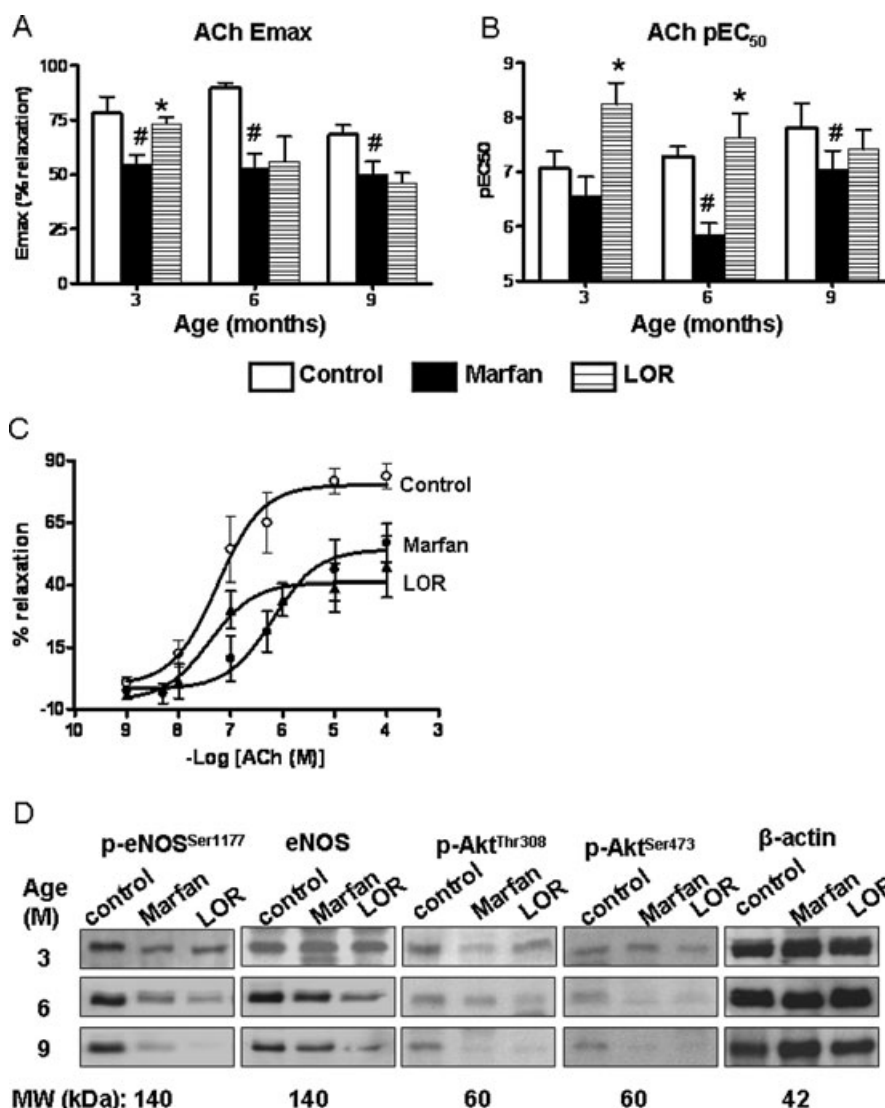 A
ACh Emax
Emax (% relaxation)
100
75
50
25
0
#
*
#
#
3
6
9
Age (months)
B
ACh pEC₅₀
pEC50
9
8
7
6
5
*
#
*
#
3
6
9
Age (months)
Control
Marfan
LOR
C
% relaxation
90
65
40
15
-10
Control
Marfan
LOR
10
9
8
7
6
5
4
3
-Log [ACh (M)]
D
p-eNOSSer1177
eNOS
p-AktThr308
p-AktSer473
β-actin
Age
(M)
control Marfan LOR
control Marfan LOR
control Marfan LOR
control Marfan LOR
control Marfan LOR
3
6
9
MW (kDa): 140 140 60 60 42